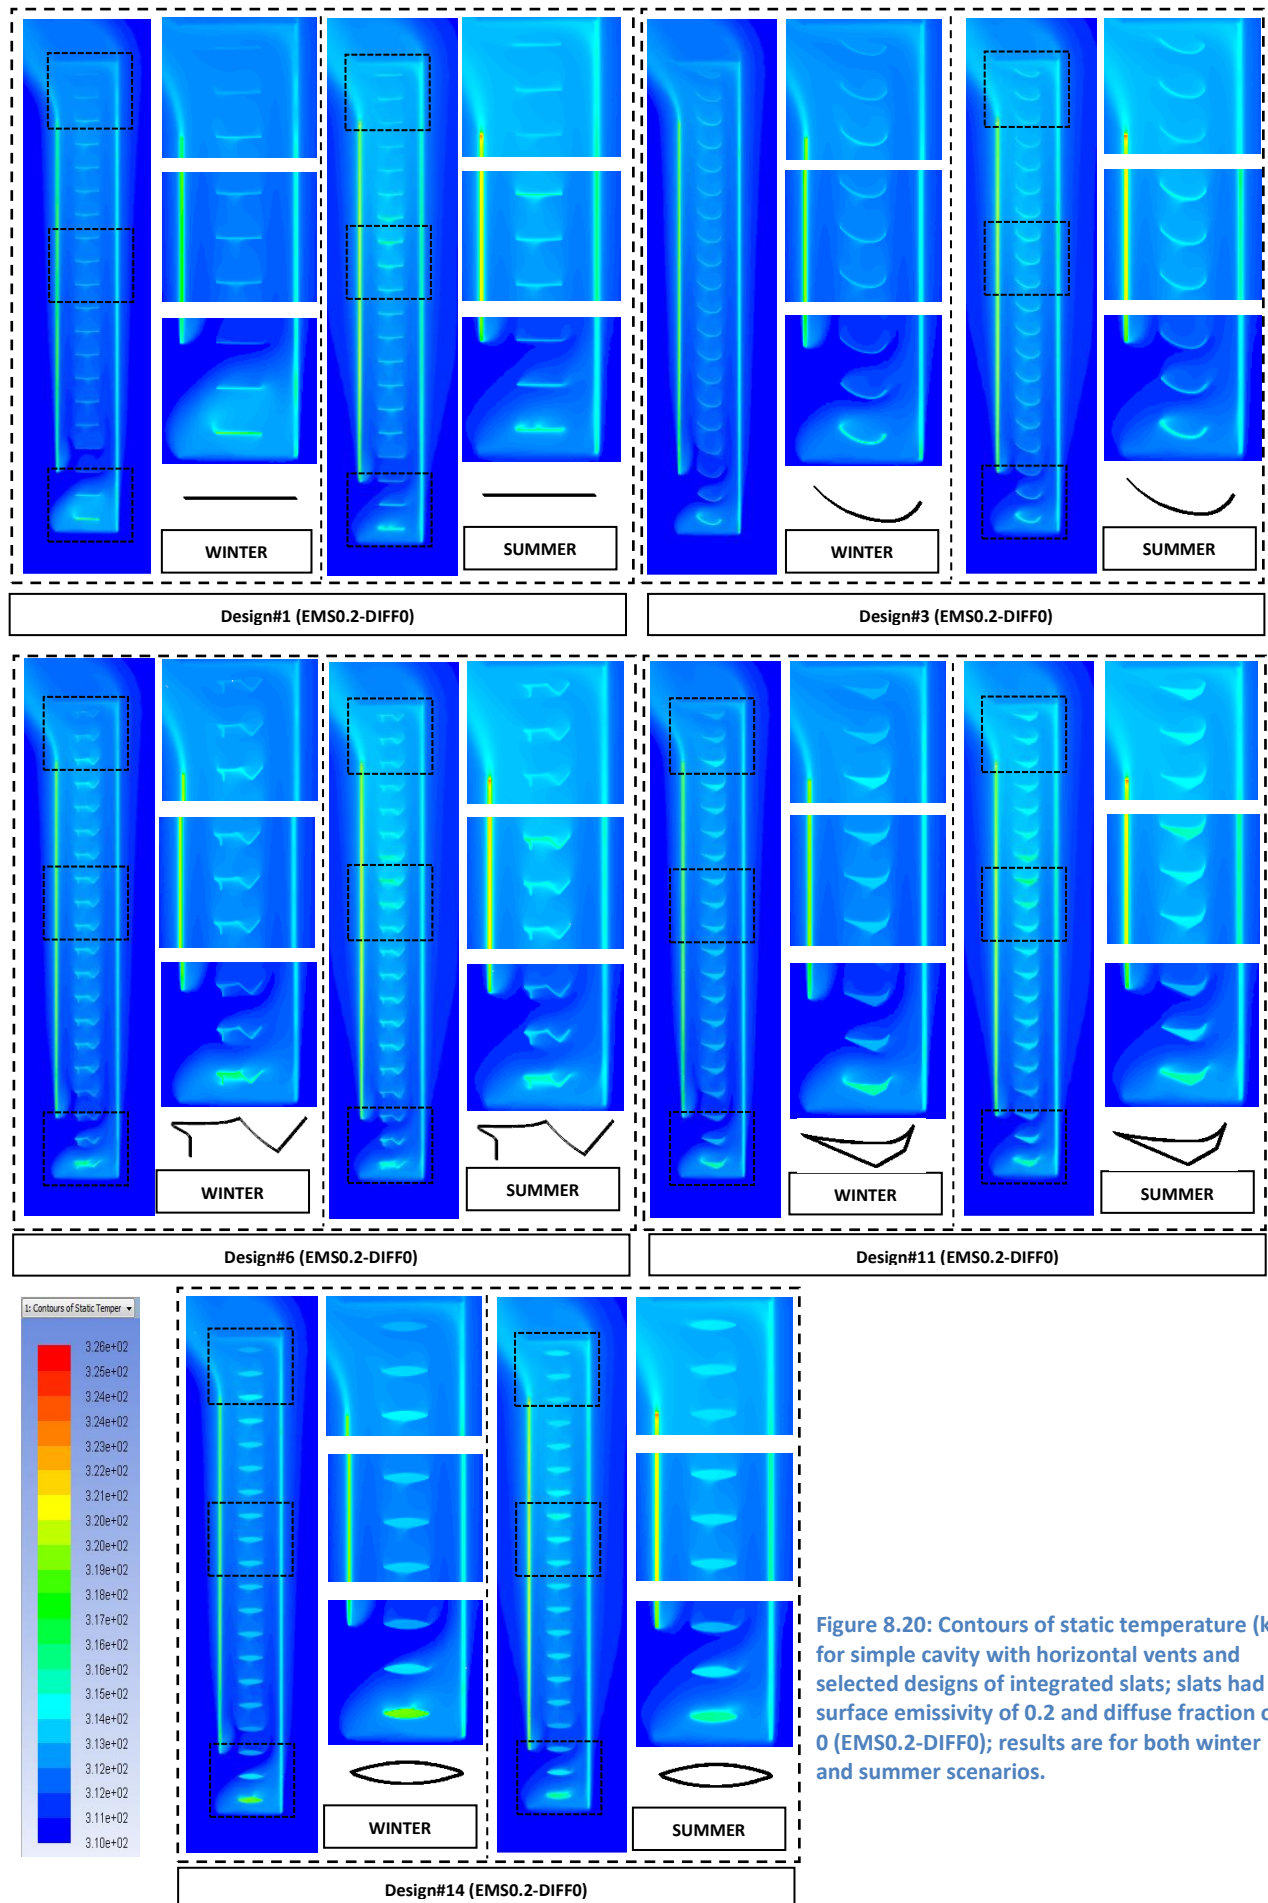 WINTER
SUMMER
WINTER
SUMMER
Design#1 (EMS0.2-DIFF0)
Design#3 (EMS0.2-DIFF0)
WINTER
SUMMER
WINTER
SUMMER
Design#6 (EMS0.2-DIFF0)
Design#11 (EMS0.2-DIFF0)
1: Contours of Static Temper
3.26e+02
3.25e+02
3.24e+02
3.24e+02
3.23e+02
3.22e+02
3.21e+02
3.20e+02
3.20e+02
3.19e+02
3.18e+02
3.17e+02
3.16e+02
3.16e+02
3.15e+02
3.14e+02
3.13e+02
3.12e+02
3.12e+02
3.11e+02
3.10e+02
WINTER
SUMMER
Design#14 (EMS0.2-DIFF0)
Figure 8.20: Contours of static temperature (k
for simple cavity with horizontal vents and
selected designs of integrated slats; slats had
surface emissivity of 0.2 and diffuse fraction o
0 (EMS0.2-DIFF0); results are for both winter
and summer scenarios.